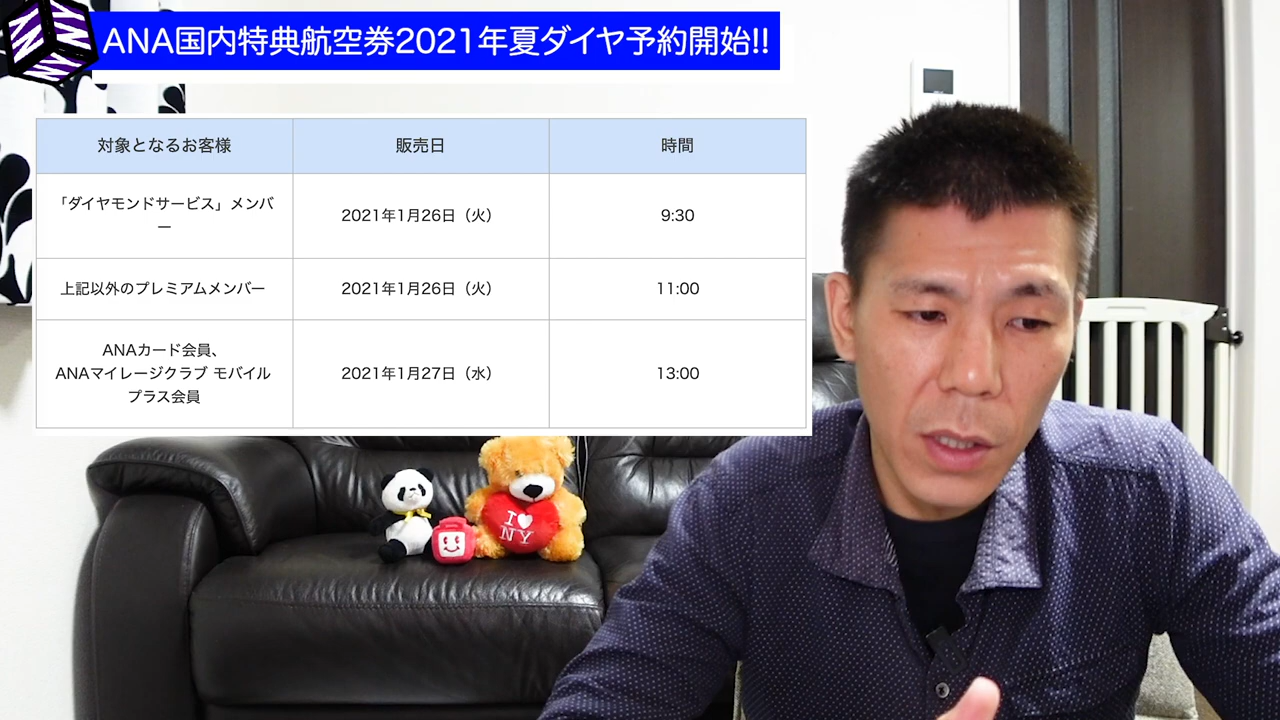 ANA国内特典航空券2021年夏ダイヤ予約開始!!
対象となるお客様 販売日 時間
「ダイヤモンドサービス」メンバ
ー
2021年1月26日（火） 9:30
上記以外のプレミアムメンバー 2021年1月26日（火） 11:00
ANAカード会員、
ANAマイレージクラブ モバイル
プラス会員
2021年1月27日（水） 13:00
I
NY